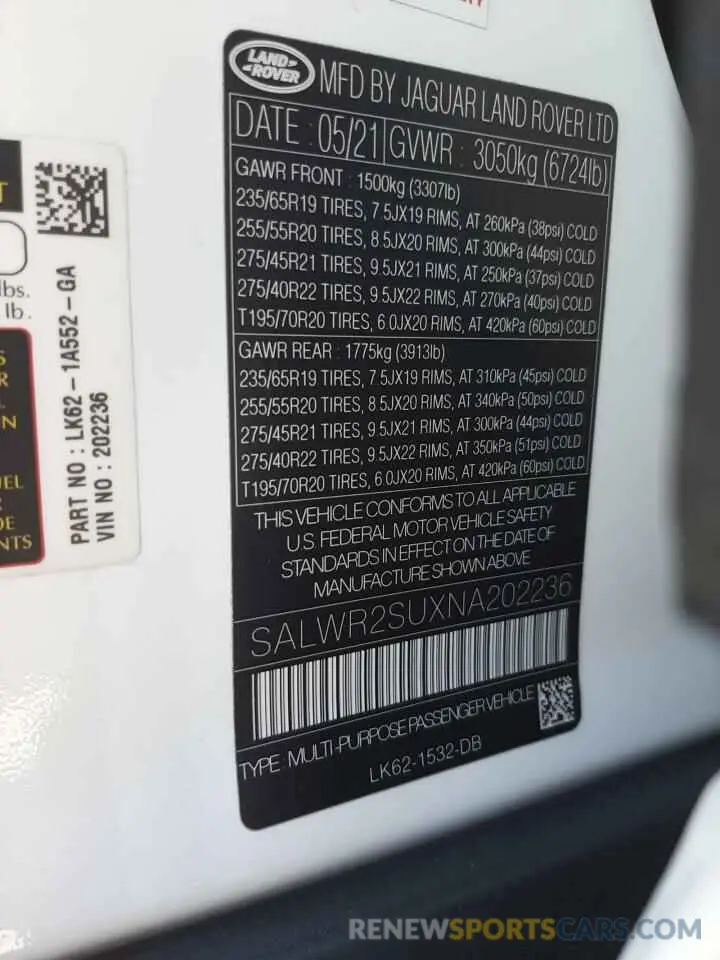 LAND ROVER
MFD BY JAGUAR LAND ROVER LTD
DATE : 05/21 GVWR : 3050kg (6724lb)
GAWR FRONT : 1500kg (3307lb)
235/65R19 TIRES, 7.5JX19 RIMS, AT 260kPa (38psi) COLD
255/55R20 TIRES, 8.5JX20 RIMS, AT 300kPa (44psi) COLD
275/45R21 TIRES, 9.5JX21 RIMS, AT 250kPa (37psi) COLD
275/40R22 TIRES, 9.5JX22 RIMS, AT 270kPa (40psi) COLD
T195/70R20 TIRES, 6.0JX20 RIMS, AT 420kPa (60psi) COLD
GAWR REAR : 1775kg (3913lb)
235/65R19 TIRES, 7.5JX19 RIMS, AT 310kPa (45psi) COLD
255/55R20 TIRES, 8.5JX20 RIMS, AT 340kPa (50psi) COLD
275/45R21 TIRES, 9.5JX21 RIMS, AT 300kPa (44psi) COLD
275/40R22 TIRES, 9.5JX22 RIMS, AT 350kPa (51psi) COLD
T195/70R20 TIRES, 6.0JX20 RIMS, AT 420kPa (60psi) COLD
THIS VEHICLE CONFORMS TO ALL APPLICABLE
U.S. FEDERAL MOTOR VEHICLE SAFETY
STANDARDS IN EFFECT ON THE DATE OF
MANUFACTURE SHOWN ABOVE
SALWR2SUXNA202236
TYPE : MULTI-PURPOSE PASSENGER VEHICLE
LK62-1532-DB
PART NO : LK62-1A552-GA
VIN NO : 202236
lbs.
lb.
RENEWSPORTSCARS.COM